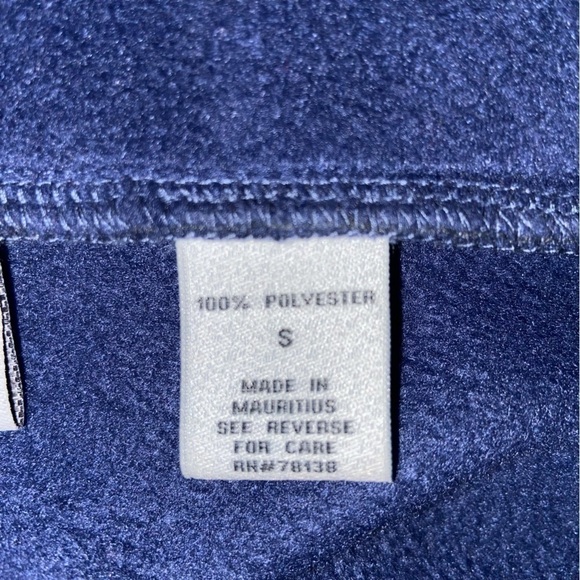 100% POLYESTER
S
MADE IN
MAURITIUS
SEE REVERSE
FOR CARE
RN#78138